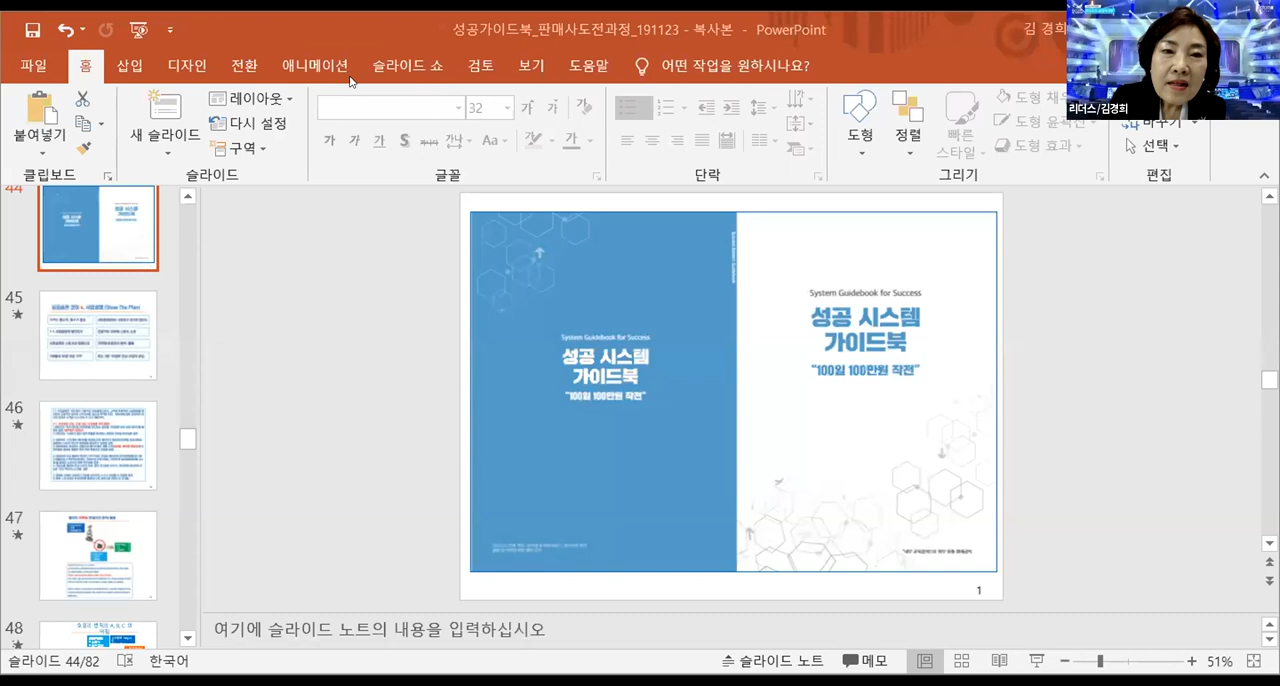 성공가이드북_판매사도전과정_191123 - 복사본 - PowerPoint
김 경희
파일 홈 삽입 디자인 전환 애니메이션 슬라이드 쇼 검토 보기 도움말 어떤 작업을 원하시나요?
리더스/김경희
붙여넣기
새 슬라이드
레이아웃
다시 설정
구역
32
Aa
도형
정렬
빠른 스타일
도형 채우
도형 윤곽선
도형 효과
바꾸기
선택
클립보드 슬라이드 글꼴 단락 그리기 편집
44
45
46
47
48
System Guidebook for Success
성공 시스템
가이드북
"100일 100만원 작전"
System Guidebook for Success
성공 시스템
가이드북
"100일 100만원 작전"
1
여기에 슬라이드 노트의 내용을 입력하십시오
슬라이드 44/82 한국어 슬라이드 노트 메모 51%